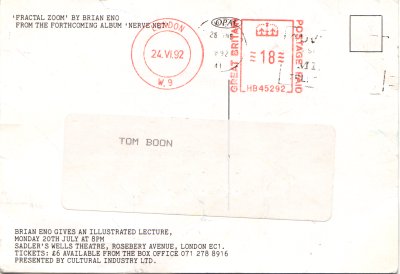 'FRACTAL ZOOM' BY BRIAN ENO
FROM THE FORTHCOMING ALBUM 'NERVE NET'
LONDON
24.VI.92
W.9
GREAT BRITAIN
18
POSTAGE PAID
HB45292
TOM BOON
BRIAN ENO GIVES AN ILLUSTRATED LECTURE,
MONDAY 20TH JULY AT 8PM
SADLER'S WELLS THEATRE, ROSEBERY AVENUE, LONDON EC1.
TICKETS: £6 AVAILABLE FROM THE BOX OFFICE 071 278 8916
PRESENTED BY CULTURAL INDUSTRY LTD.